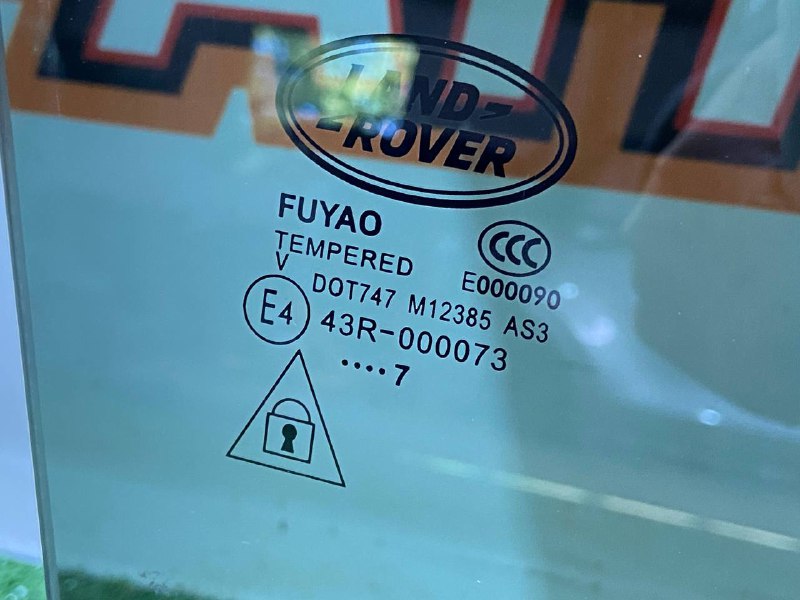 LAND
ROVER
FUYAO
CCC
TEMPERED
E000090
V
DOT747 M12385 AS3
E4
43R-000073
....7